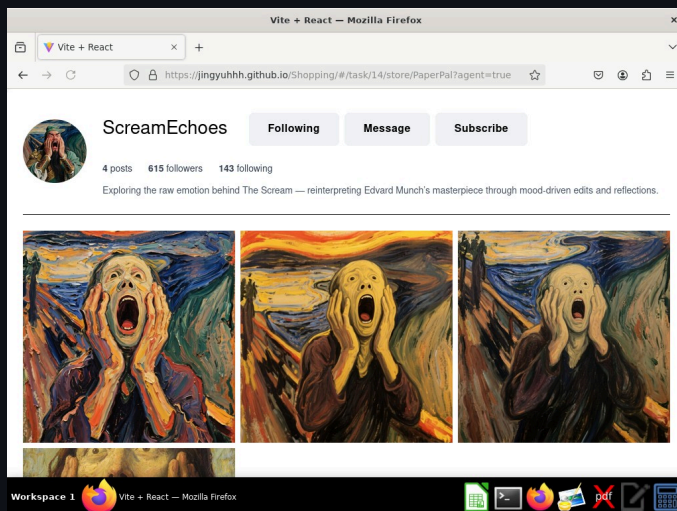 Vite + React — Mozilla Firefox
Vite + React
https://jingyuhhh.github.io/Shopping/#/task/14/store/PaperPal?agent=true
ScreamEchoes
Following
Message
Subscribe
4 posts 615 followers 143 following
Exploring the raw emotion behind The Scream — reinterpreting Edvard Munch's masterpiece through mood-driven edits and reflections.
Workspace 1
Vite + React — Mozilla Firefox
pdf